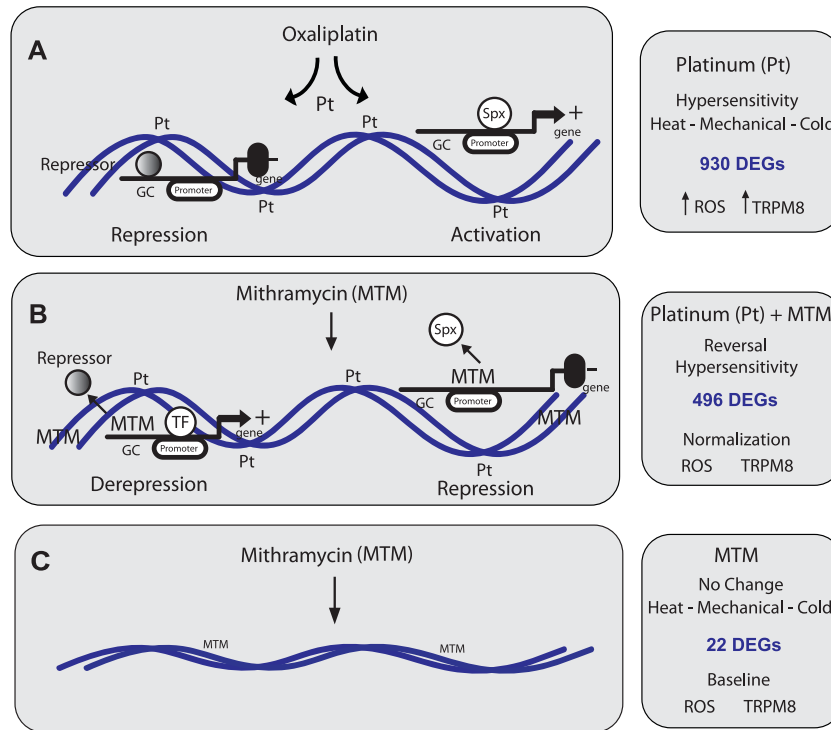 A
Oxaliplatin
Pt
Pt
Pt
Spx
+
gene
GC
Promoter
Repressor
GC
Promoter
gene
Pt
Pt
Repression
Activation
Platinum (Pt)
Hypersensitivity
Heat - Mechanical - Cold
930 DEGs
ROS TRPM8
B
Mithramycin (MTM)
Spx
Repressor
Pt
Pt
MTM
–
gene
GC
Promoter
MTM
MTM
MTM
TF
+
gene
GC
Promoter
Pt
Pt
Derepression
Repression
Platinum (Pt) + MTM
Reversal
Hypersensitivity
496 DEGs
Normalization
ROS TRPM8
C
Mithramycin (MTM)
MTM
MTM
MTM
No Change
Heat - Mechanical - Cold
22 DEGs
Baseline
ROS TRPM8